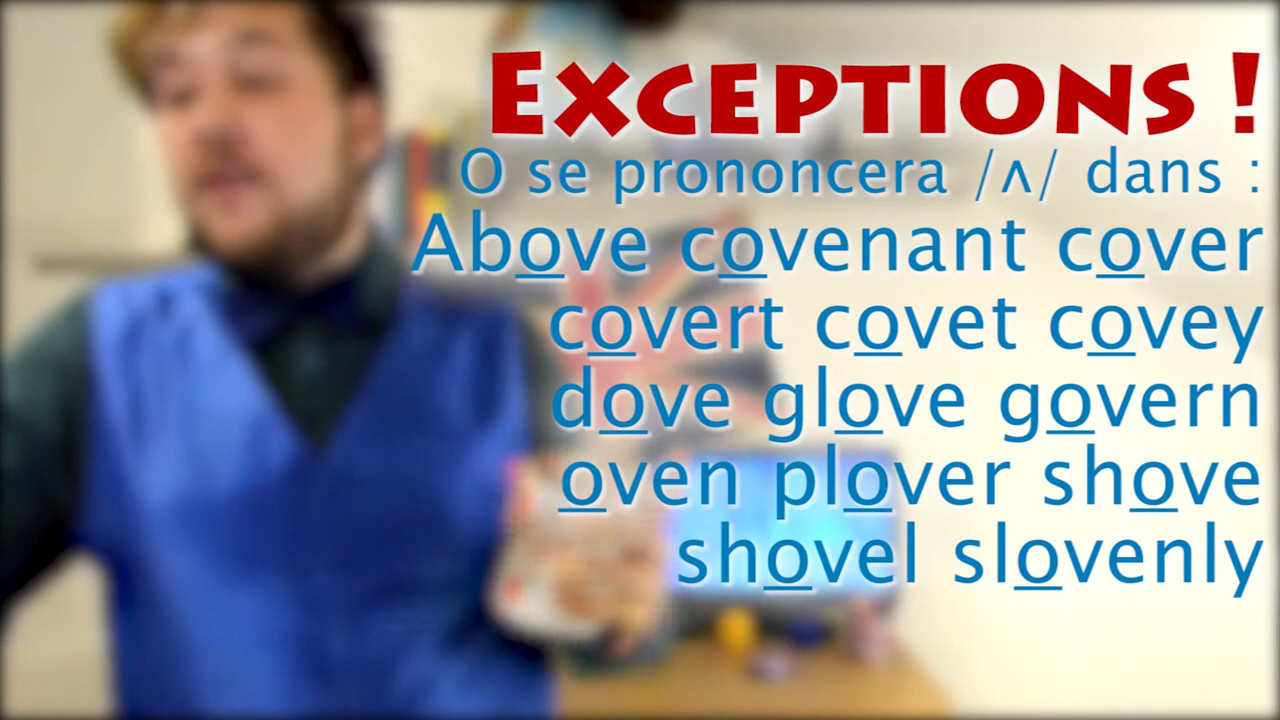 Exceptions !
O se prononcera /ʌ/ dans :
Above covenant cover
covert covet covey
dove glove govern
oven plover shove
shovel slovenly